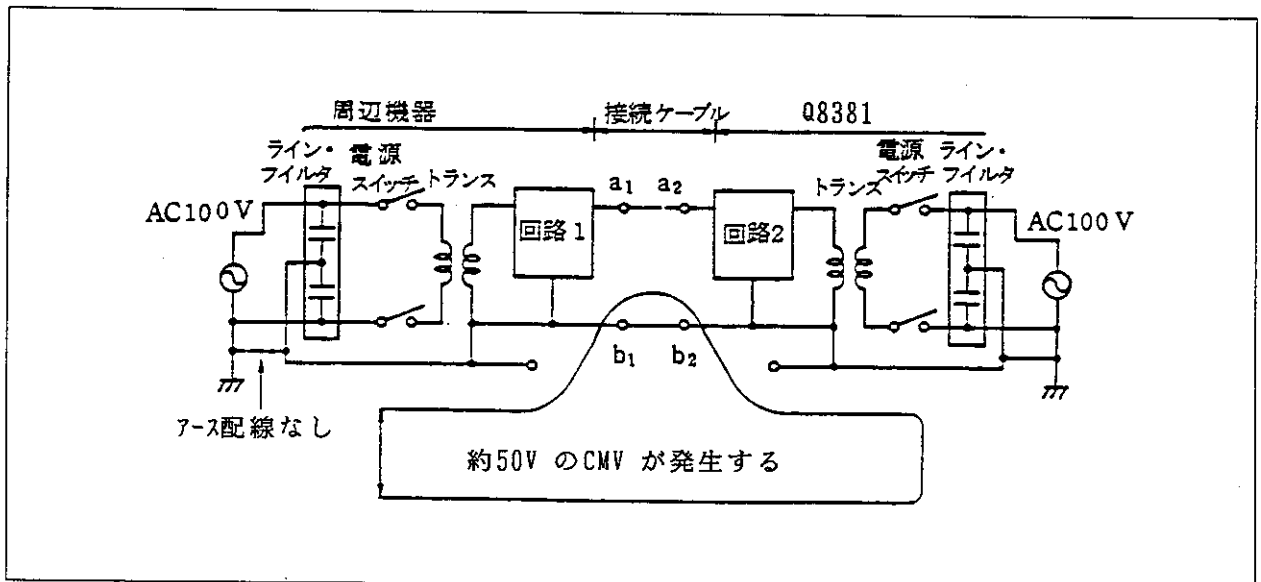 周辺機器
接続ケーブル
Q8381
ライン・
フィルタ
電源
スイッチ
トランス
a₁
a₂
トランス
電源
スイッチ
ライン・
フィルタ
AC100V
回路1
回路2
AC100V
b₁
b₂
アース配線なし
約50V のCMV が発生する